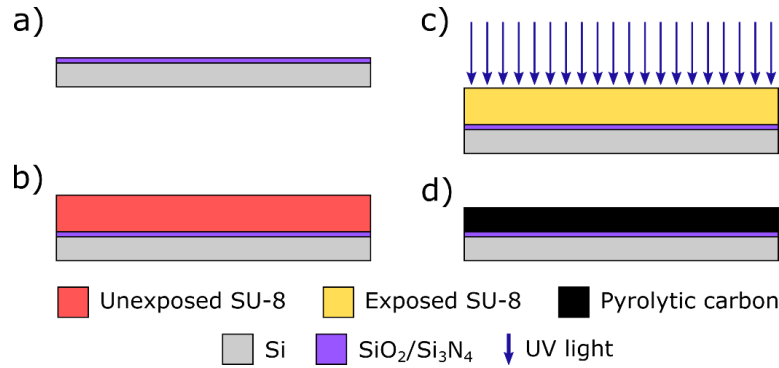 a)
b)
c)
d)
Unexposed SU-8
Exposed SU-8
Pyrolytic carbon
Si
SiO₂/Si₃N₄
UV light